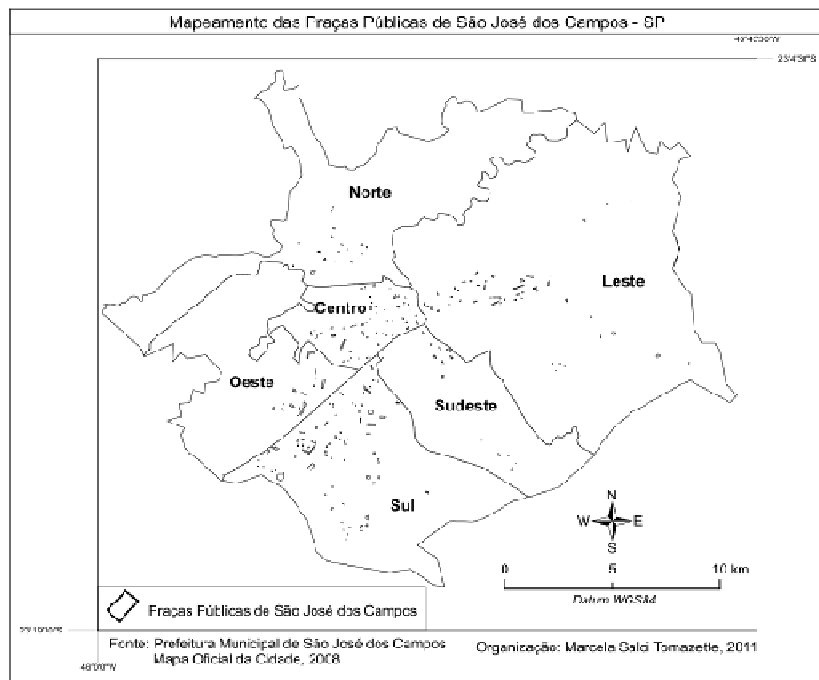 Mapeamento das Praças Públicas de São José dos Campos - SP
Norte
Leste
Centro
Oeste
Sudeste
Sul
N
W E
S
0 5 10 km
Datum WGS84
Praças Públicas de São José dos Campos
Fonte: Prefeitura Municipal de São José dos Campos
Mapa Oficial da Cidade, 2008
Organização: Marcela Tomazette, 2011